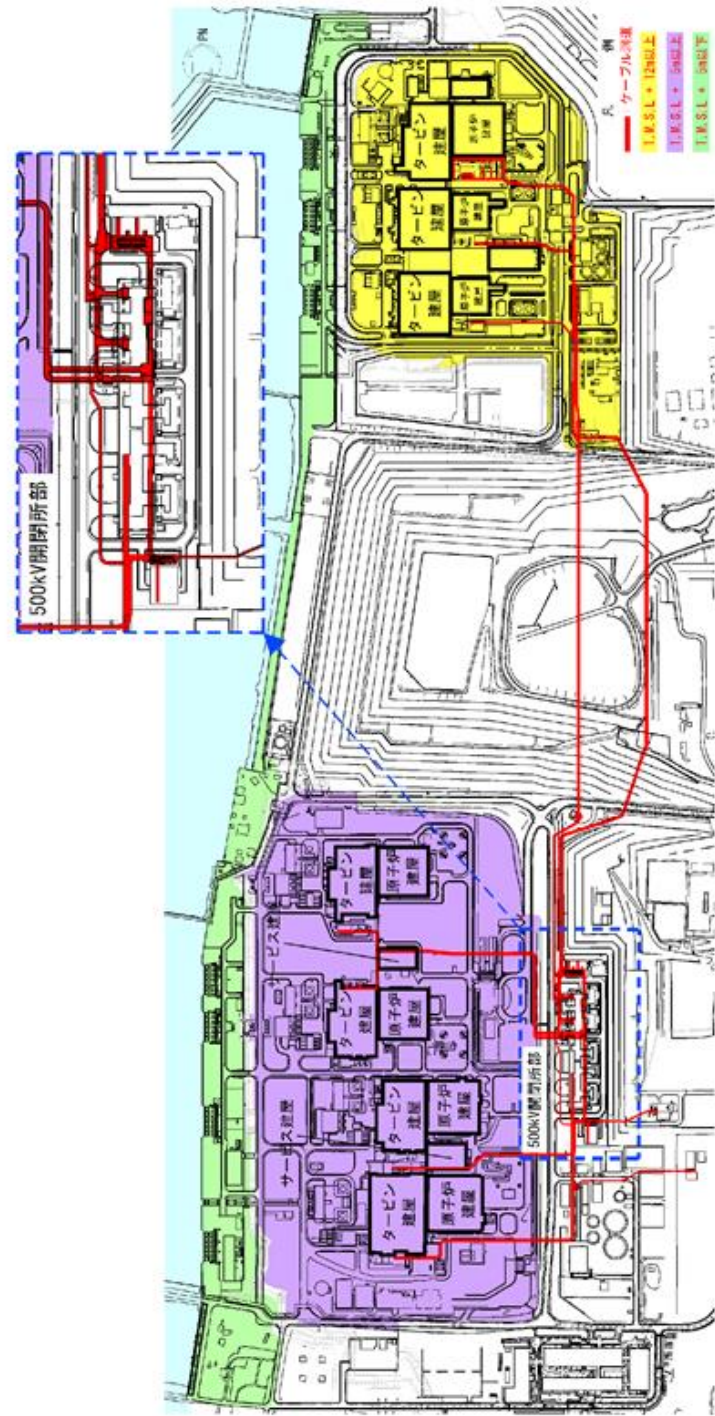 500kV開閉所部
PN
サービス建屋
サービス建屋
タービン
建屋
原子炉
建屋
タービン
建屋
原子炉
建屋
タービン
建屋
原子炉
建屋
タービン
建屋
原子炉
建屋
タービン
建屋
原子炉
建屋
タービン
建屋
原子炉
建屋
タービン
建屋
原子炉
建屋
500kV開閉所部
凡 例
ケーブル洞道
T.M.S.L + 12m以上
T.M.S.L + 5m以上
T.M.S.L + 5m以下